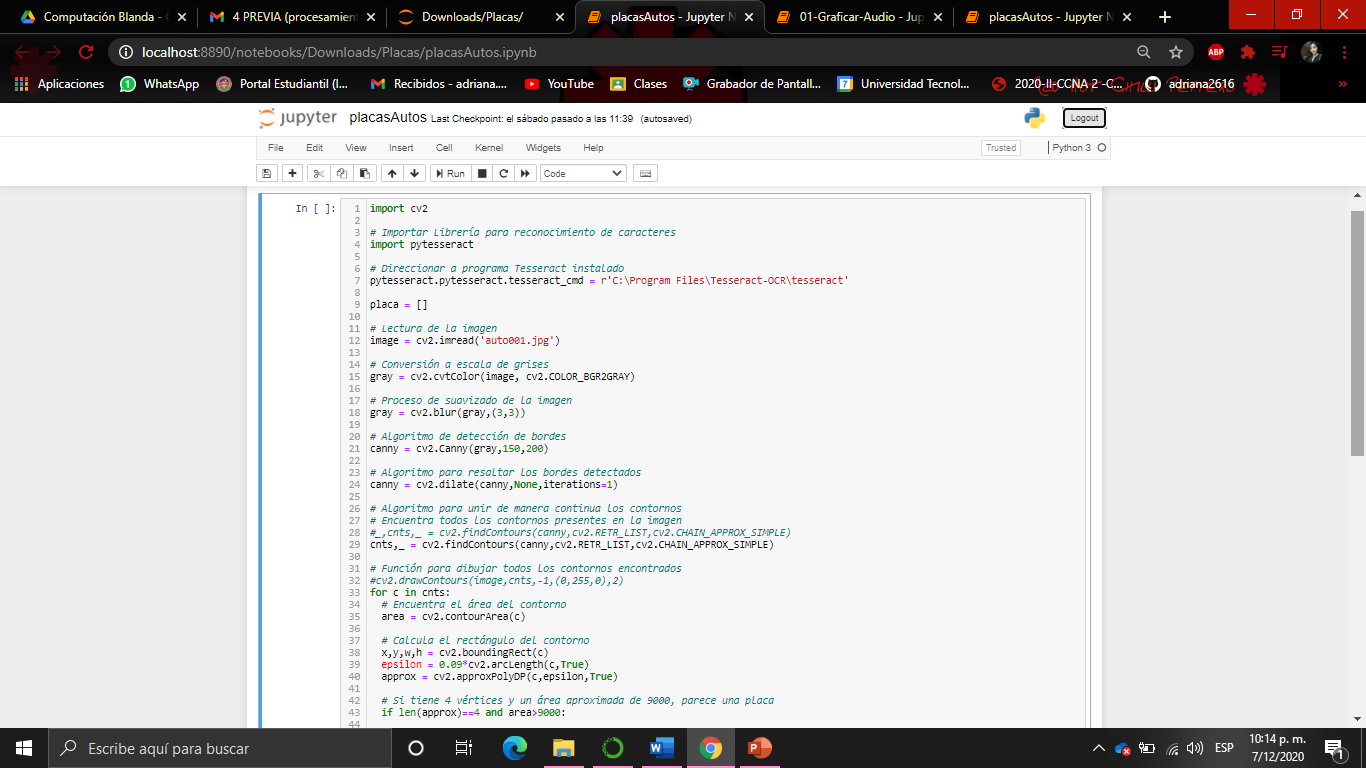 Computación Blanda - 
4 PREVIA (procesamien
Downloads/Placas/
placasAutos - Jupyter N
01-Graficar-Audio - Jup
placasAutos - Jupyter N
localhost:8890/notebooks/Downloads/Placas/placasAutos.ipynb
ABP
Aplicaciones
WhatsApp
Portal Estudiantil (I...
Recibidos - adriana....
YouTube
Clases
Grabador de Pantall...
Universidad Tecnol...
2020-II-CCNA 2 -C...
adriana2616
»
jupyter placasAutos Last Checkpoint: el sábado pasado a las 11:39 (autosaved)
Logout
File Edit View Insert Cell Kernel Widgets Help
Trusted
Python 3
Run
Code
In [ ]:
1 import cv2
2
3 # Importar Librería para reconocimiento de caracteres
4 import pytesseract
5
6 # Direccionar a programa Tesseract instalado
7 pytesseract.pytesseract.tesseract_cmd = r'C:\Program Files\Tesseract-OCR\tesseract'
8
9 placa = []
10
11 # Lectura de la imagen
12 image = cv2.imread('auto001.jpg')
13
14 # Conversión a escala de grises
15 gray = cv2.cvtColor(image, cv2.COLOR_BGR2GRAY)
16
17 # Proceso de suavizado de la imagen
18 gray = cv2.blur(gray,(3,3))
19
20 # Algoritmo de detección de bordes
21 canny = cv2.Canny(gray,150,200)
22
23 # Algoritmo para resaltar los bordes detectados
24 canny = cv2.dilate(canny,None,iterations=1)
25
26 # Algoritmo para unir de manera continua los contornos
27 # Encuentra todos los contornos presentes en la imagen
28 #_,cnts,_ = cv2.findContours(canny,cv2.RETR_LIST,cv2.CHAIN_APPROX_SIMPLE)
29 cnts,_ = cv2.findContours(canny,cv2.RETR_LIST,cv2.CHAIN_APPROX_SIMPLE)
30
31 # Función para dibujar todos los contornos encontrados
32 #cv2.drawContours(image,cnts,-1,(0,255,0),2)
33 for c in cnts:
34 # Encuentra el área del contorno
35 area = cv2.contourArea(c)
36
37 # Calcula el rectángulo del contorno
38 x,y,w,h = cv2.boundingRect(c)
39 epsilon = 0.09*cv2.arcLength(c,True)
40 approx = cv2.approxPolyDP(c,epsilon,True)
41
42 # Si tiene 4 vértices y un área aproximada de 9000, parece una placa
43 if len(approx)==4 and area>9000:
44
Escribe aquí para buscar
ESP
10:14 p. m.
7/12/2020
1